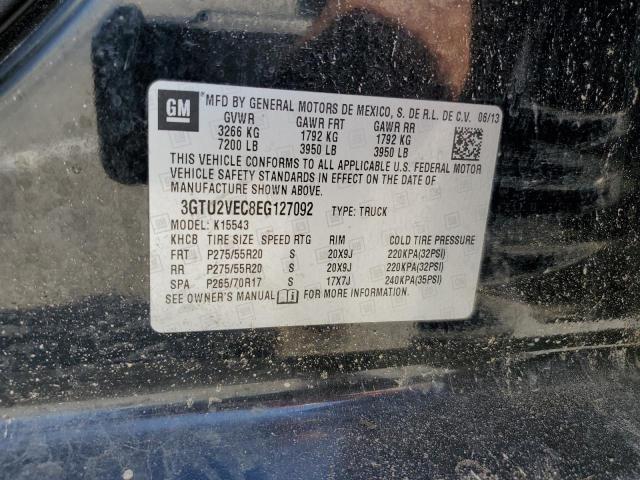 GM
MFD BY GENERAL MOTORS DE MEXICO, S. DE R.L. DE C.V. 06/13
GVWR GAWR FRT GAWR RR
3266 KG 1792 KG 1792 KG
7200 LB 3950 LB 3950 LB
THIS VEHICLE CONFORMS TO ALL APPLICABLE U.S. FEDERAL MOTOR
VEHICLE SAFETY STANDARDS IN EFFECT ON THE DATE OF
MANUFACTURE SHOWN ABOVE.
3GTU2VEC8EG127092 TYPE: TRUCK
MODEL: K15543
KHCB TIRE SIZE SPEED RTG RIM COLD TIRE PRESSURE
FRT P275/55R20 S 20X9J 220KPA(32PSI)
RR P275/55R20 S 20X9J 220KPA(32PSI)
SPA P265/70R17 S 17X7J 240KPA(35PSI)
SEE OWNER'S MANUAL FOR MORE INFORMATION.